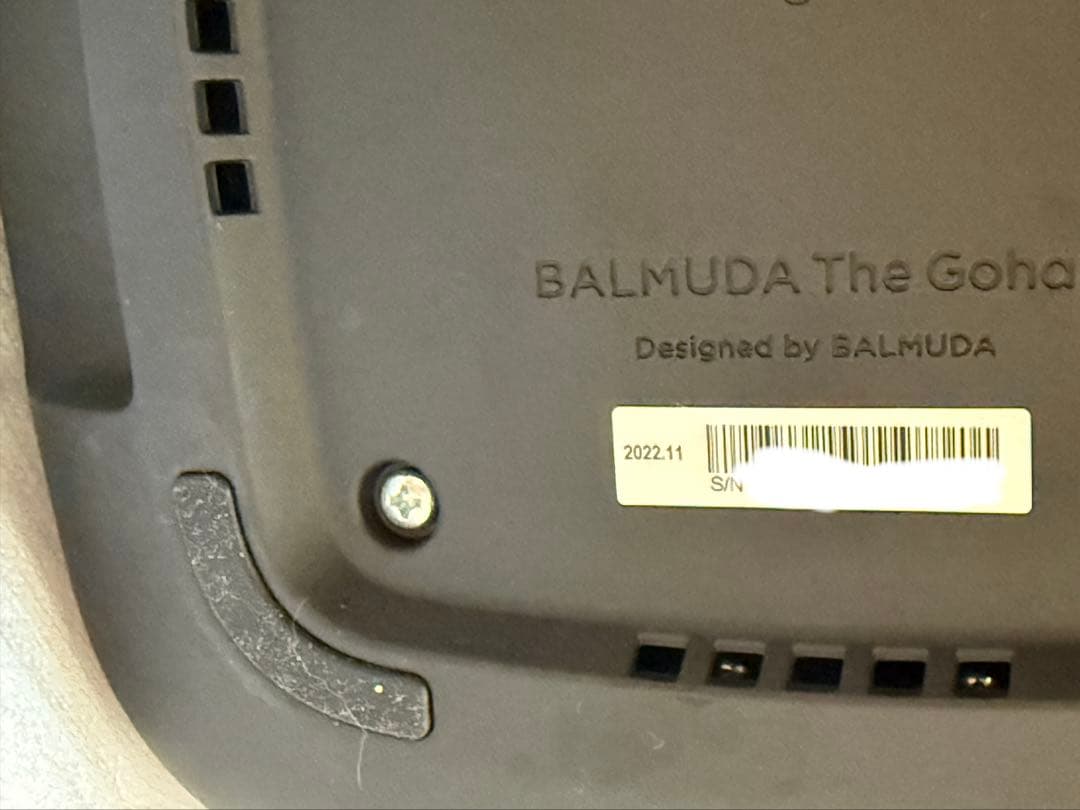 BALMUDA The Goha
Designed by BALMUDA
2022.11
S/N